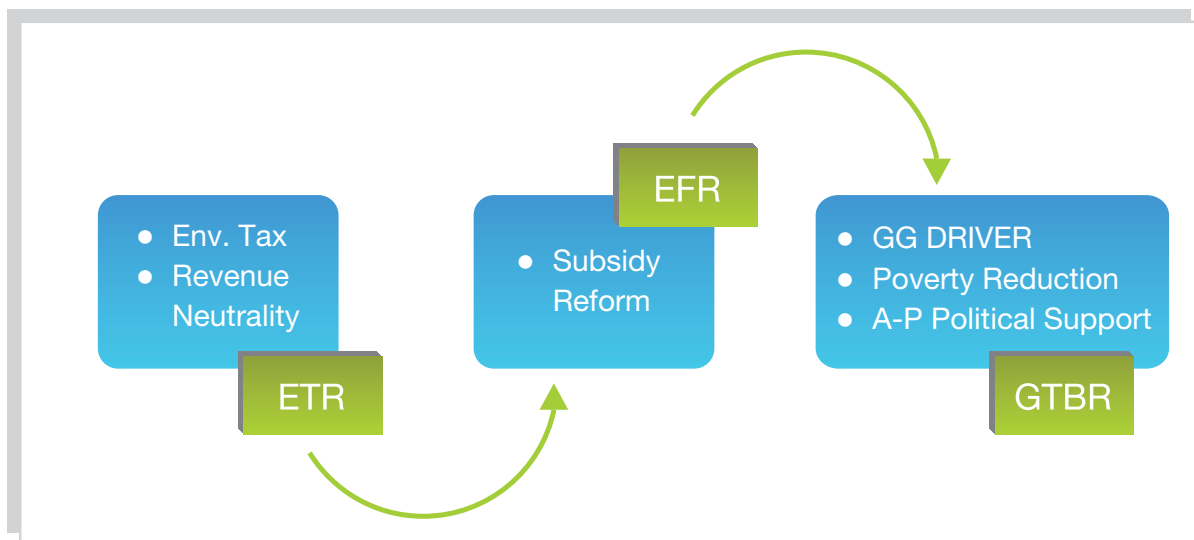 ● Env. Tax
● Revenue
Neutrality
ETR
● Subsidy
Reform
EFR
● GG DRIVER
● Poverty Reduction
● A-P Political Support
GTBR